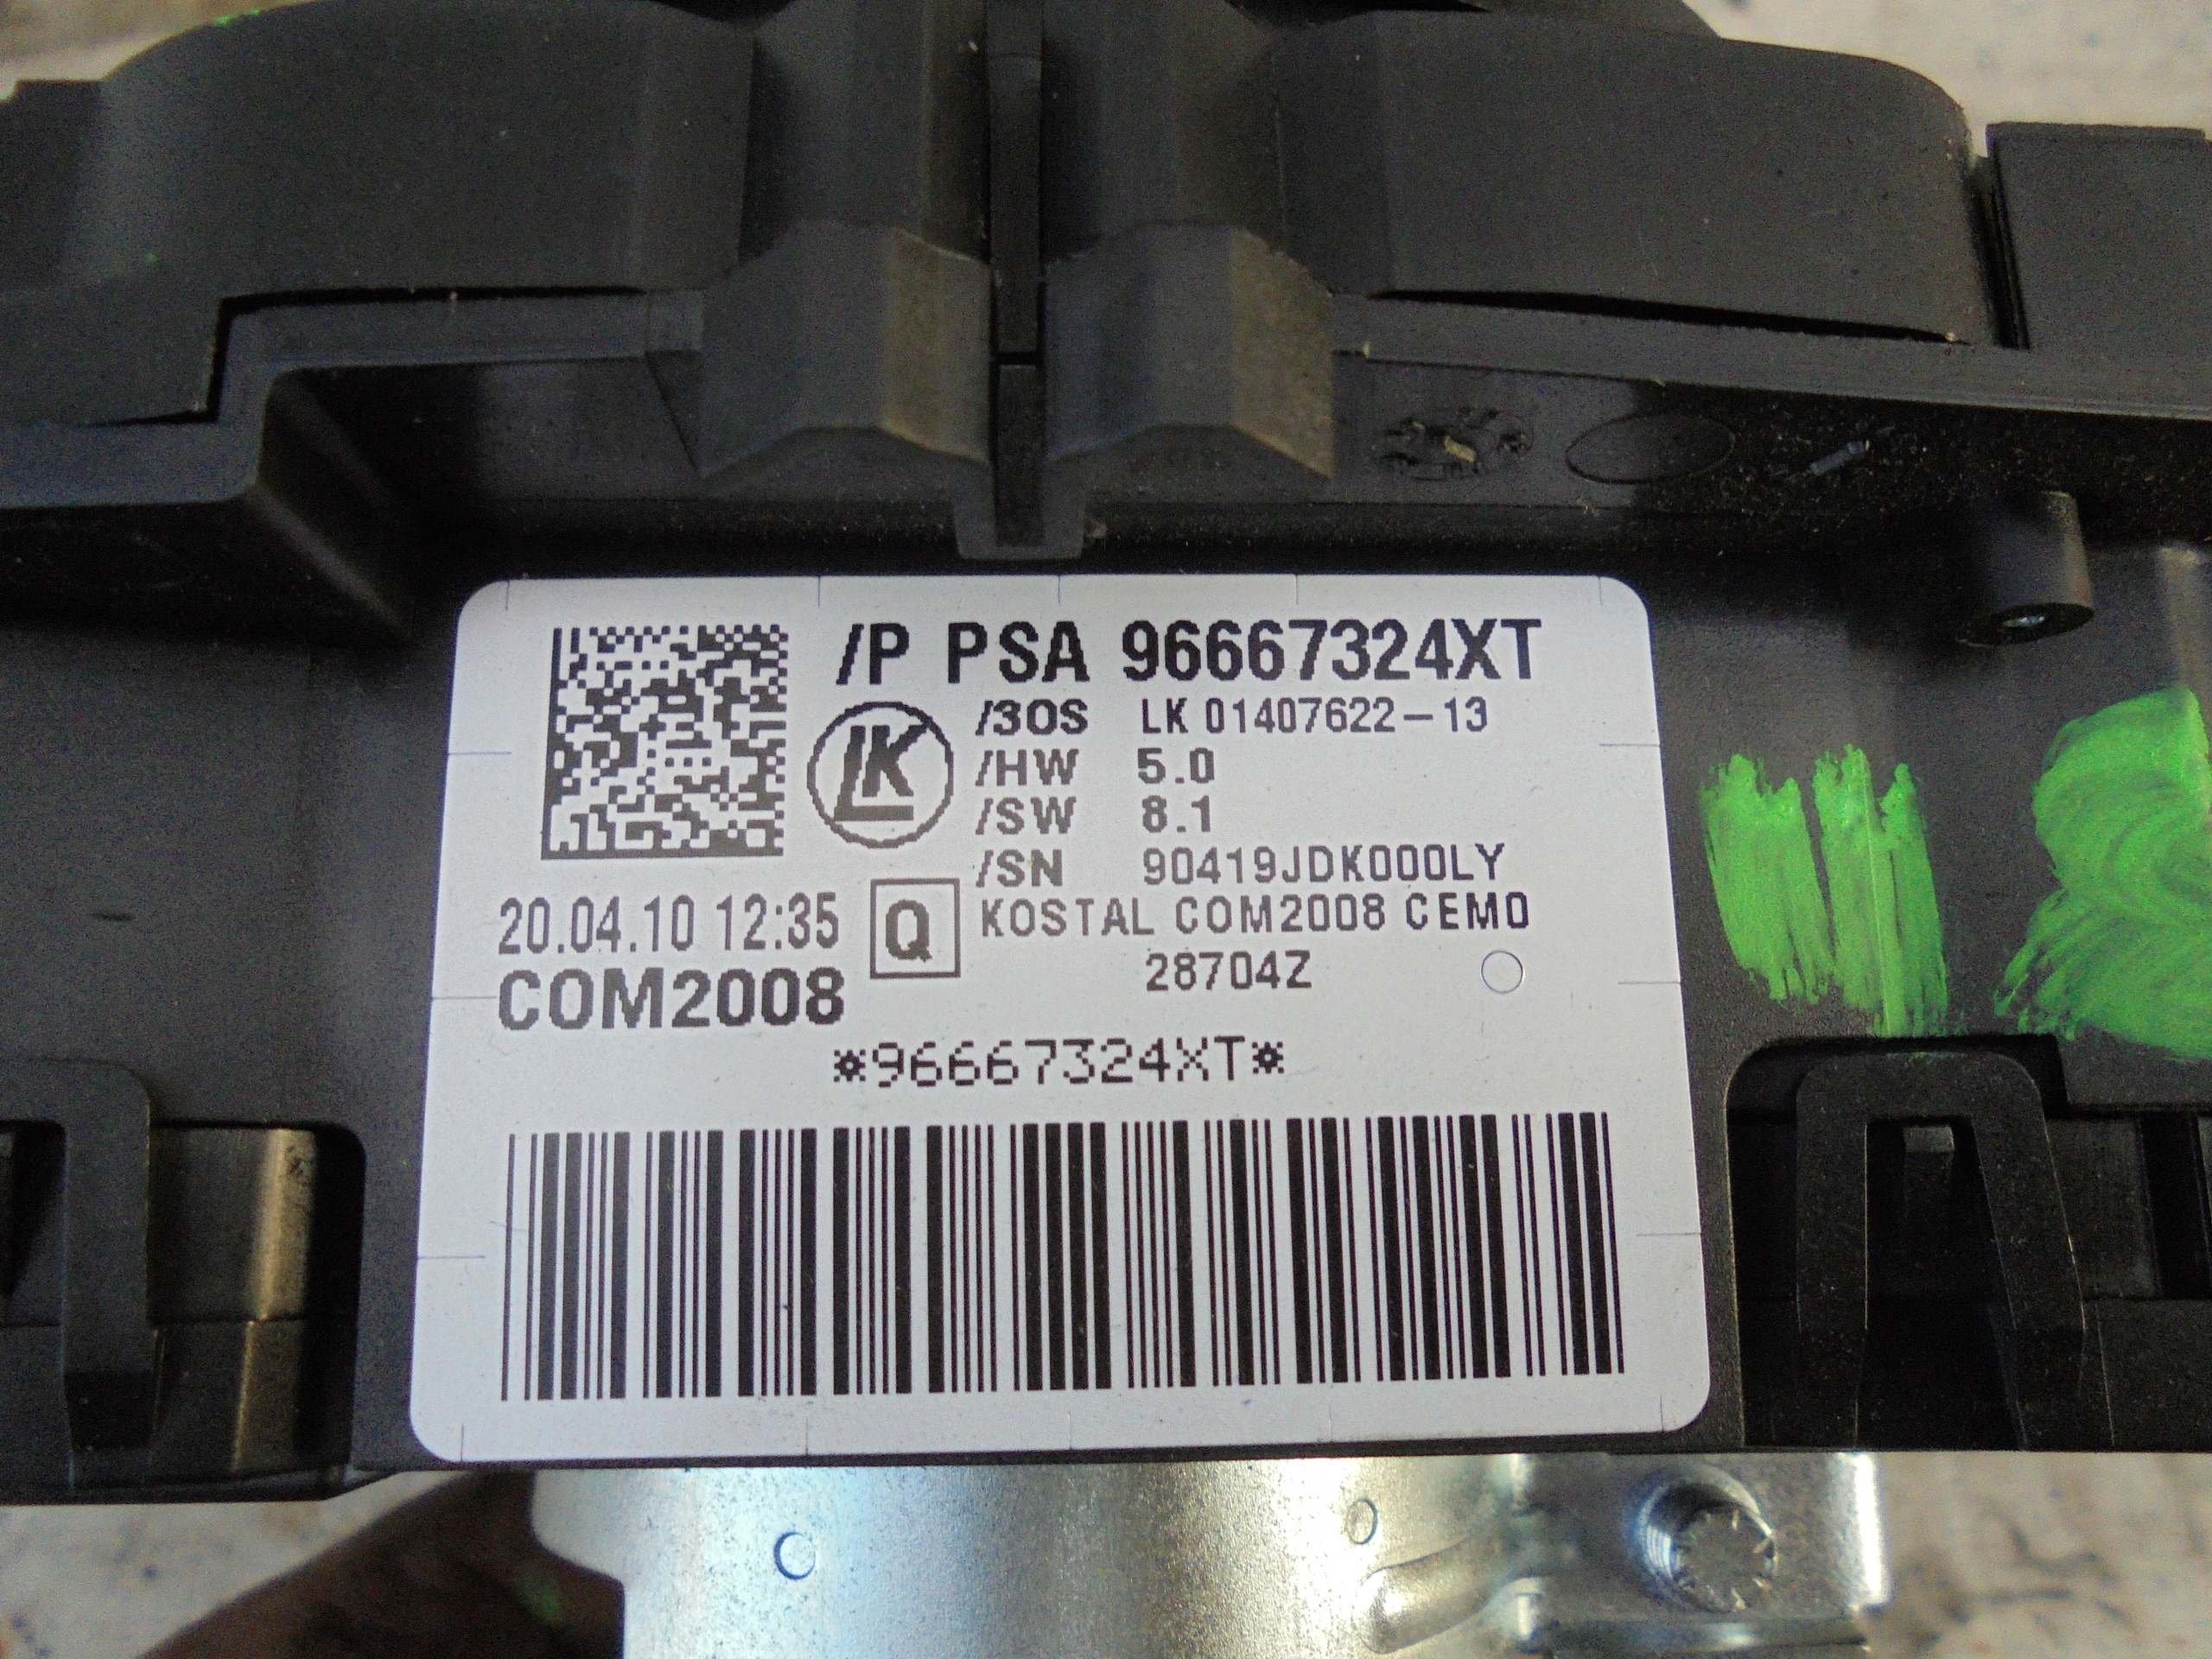 /P PSA 96667324XT
LK
/3OS LK 01407622-13
/HW 5.0
/SW 8.1
/SN 90419JDK000LY
20.04.10 12:35 Q KOSTAL COM2008 CEM0
28704Z
COM2008
*96667324XT*